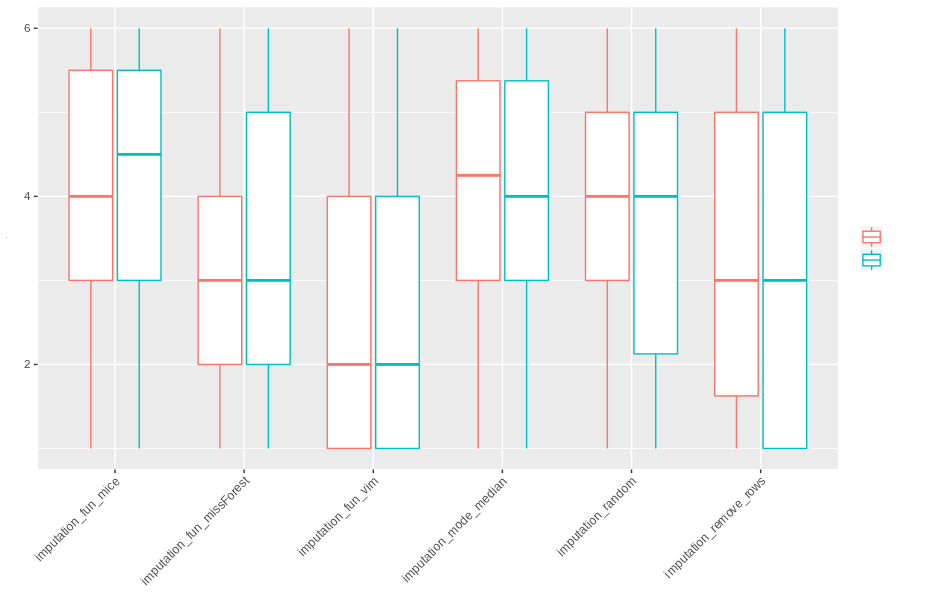 6
4
2
imputation_fun_mice
imputation_fun_missForest
imputation_fun_vim
imputation_mode_median
imputation_random
imputation_remove_rows